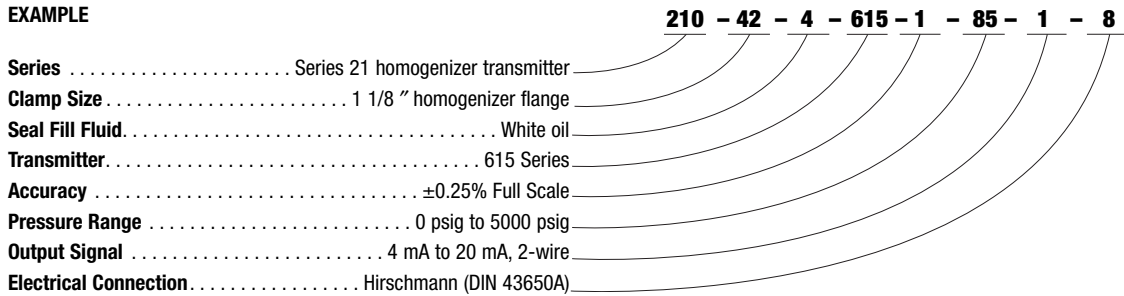 EXAMPLE 210 – 42 – 4 – 615 – 1 – 85 – 1 – 8
Series . . . . . . . . . . . . . . . . . . . . . . Series 21 homogenizer transmitter
Clamp Size . . . . . . . . . . . . . . . . . . . . . . . . 1 1/8 ″ homogenizer flange
Seal Fill Fluid. . . . . . . . . . . . . . . . . . . . . . . . . . . . . . . . . . . . . White oil
Transmitter. . . . . . . . . . . . . . . . . . . . . . . . . . . . . . . . . . . . 615 Series
Accuracy . . . . . . . . . . . . . . . . . . . . . . . . . . . . . . . ±0.25% Full Scale
Pressure Range . . . . . . . . . . . . . . . . . . . . . . . . . 0 psig to 5000 psig
Output Signal . . . . . . . . . . . . . . . . . . . . . . . . 4 mA to 20 mA, 2-wire
Electrical Connection. . . . . . . . . . . . . . . . . Hirschmann (DIN 43650A)